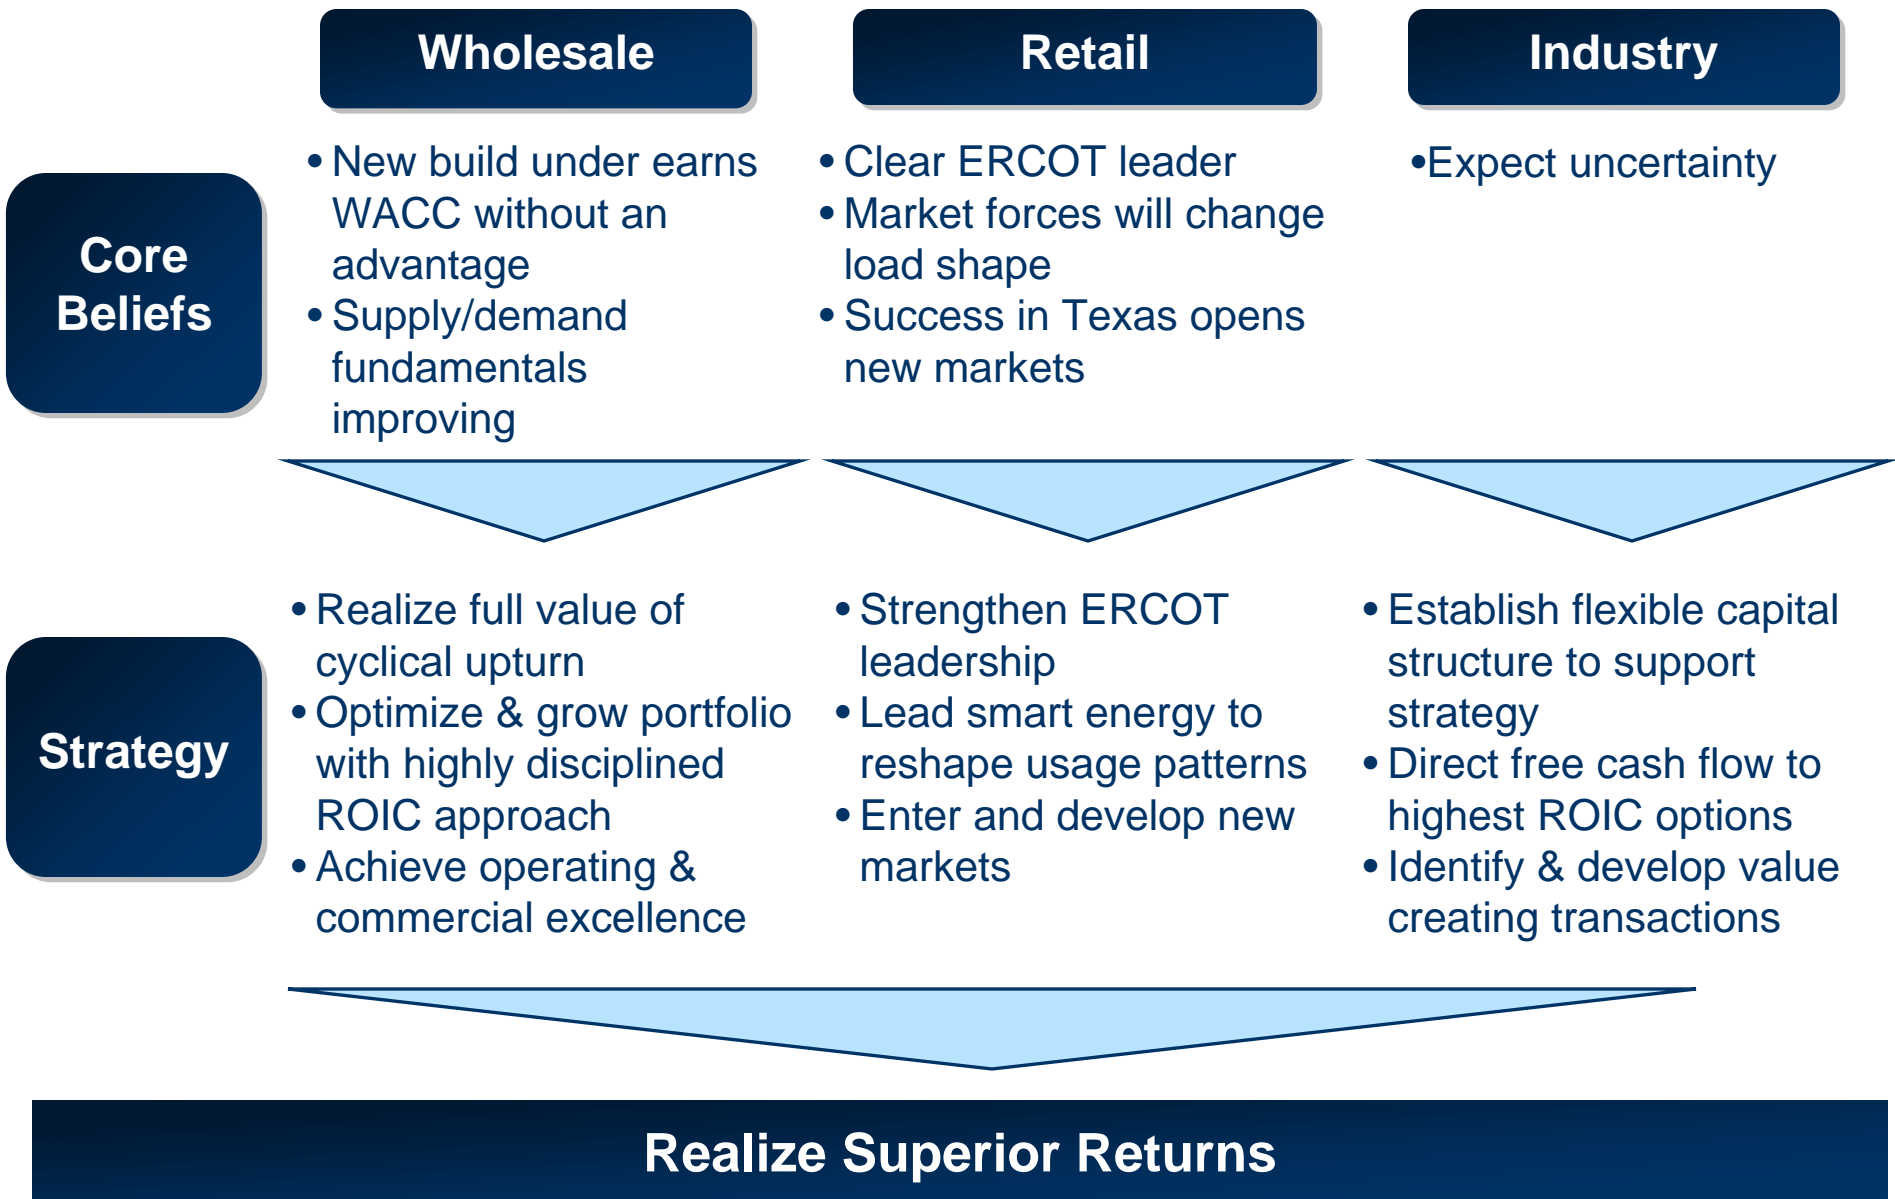 Wholesale
Retail
Industry
Core
Beliefs
• New build under earns
WACC without an
advantage
• Supply/demand
fundamentals
improving
• Clear ERCOT leader
• Market forces will change
load shape
• Success in Texas opens
new markets
•Expect uncertainty
Strategy
• Realize full value of
cyclical upturn
• Optimize & grow portfolio
with highly disciplined
ROIC approach
• Achieve operating &
commercial excellence
• Strengthen ERCOT
leadership
• Lead smart energy to
reshape usage patterns
• Enter and develop new
markets
• Establish flexible capital
structure to support
strategy
• Direct free cash flow to
highest ROIC options
• Identify & develop value
creating transactions
Realize Superior Returns